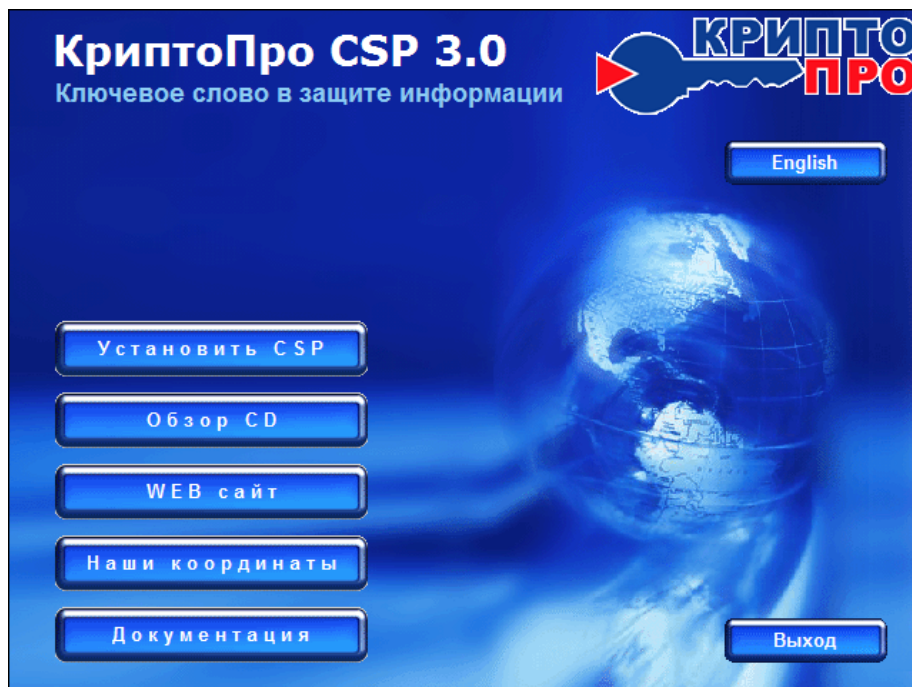 КриптоПро CSP 3.0
Ключевое слово в защите информации
КРИПТО
ПРО
English
Установить CSP
Обзор CD
WEB сайт
Наши координаты
Документация
Выход